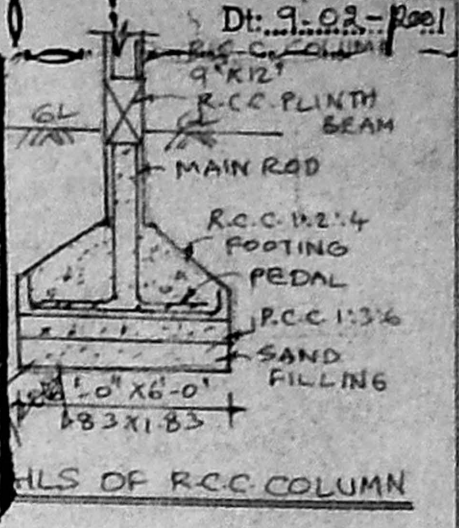 Dt: 9-02-2001
R.C.C. COLUMN
9"X12"
R.C.C. PLINTH
BEAM
GL
GL
MAIN ROD
R.C.C. 1:2:4
FOOTING
PEDAL
P.C.C 1:3:6
SAND
FILLING
'-0" X 6'-0"
1.83X1.83
OF R.C.C. COLUMN